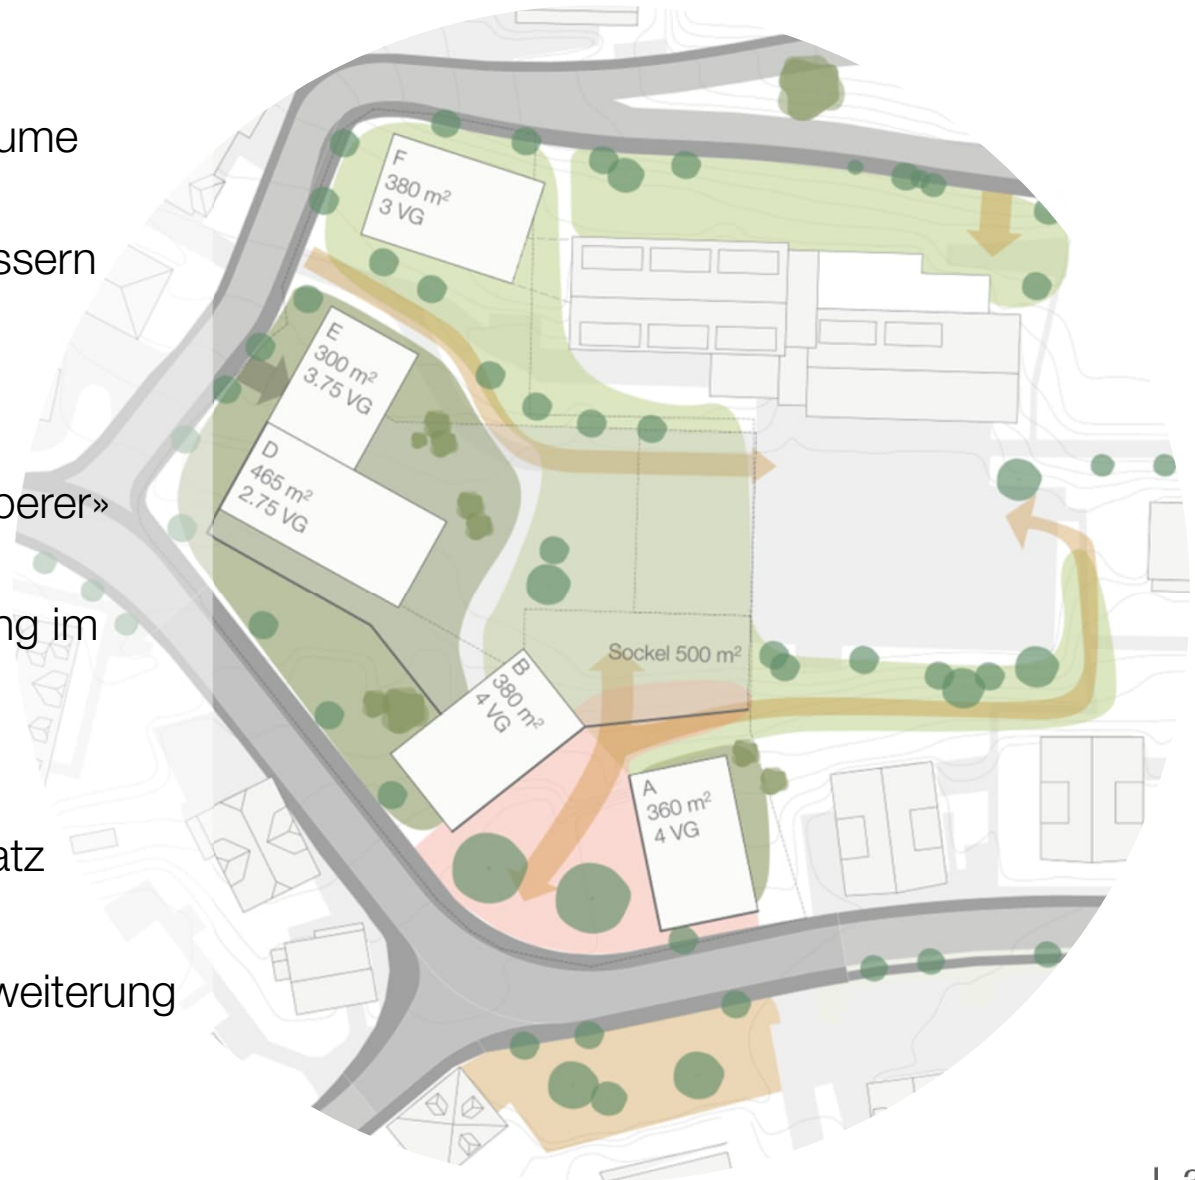 ume
ssern
perer»
ng im
atz
weiterung
F
380 m²
3 VG
E
300 m²
3.75 VG
D
465 m²
2.75 VG
Sockel 500 m²
B
380 m²
4 VG
A
360 m²
4 VG